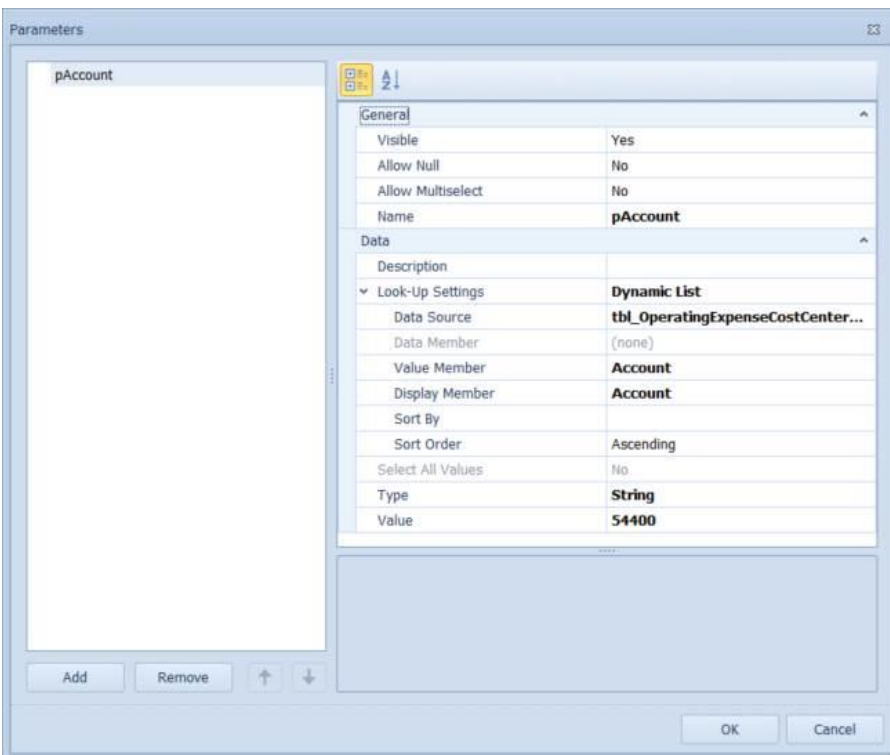 Parameters
pAccount
General
Visible Yes
Allow Null No
Allow Multiselect No
Name pAccount
Data
Description
Look-Up Settings Dynamic List
Data Source tbl_OperatingExpenseCostCenter...
Data Member (none)
Value Member Account
Display Member Account
Sort By
Sort Order Ascending
Select All Values No
Type String
Value 54400
Add Remove
OK Cancel